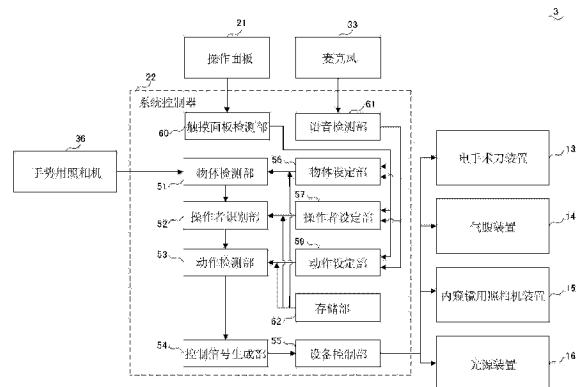 3
21
33
操作面板
麦克风
22
系统控制器
61
触摸面板检测部
语音检测部
60
36
手势用照相机
56
物体检测部
物体设定部
51
57
操作者识别部
操作者设定部
52
59
动作检测部
动作设定部
53
存储部
62
54
55
控制信号生成部
设备控制部
13
电手术刀装置
14
气腹装置
15
内窥镜用照相机装置
16
光源装置